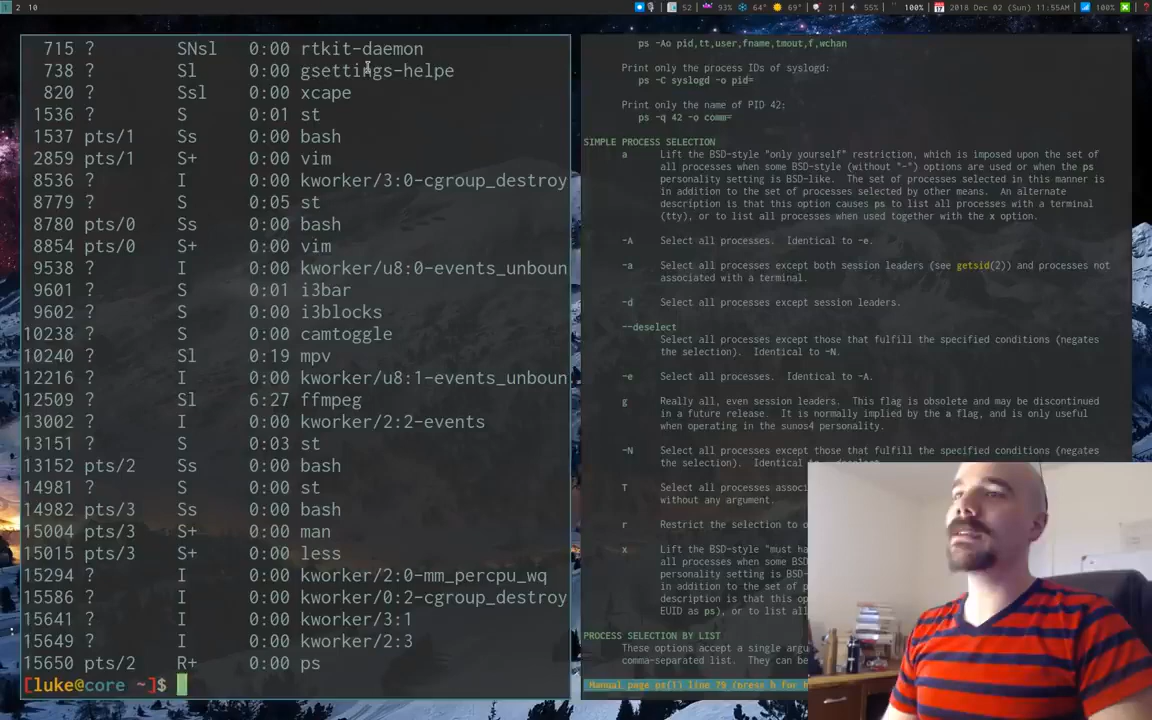 1 2 10
52 93% 64° 69° 21 55% 100% 2018 Dec 02 (Sun) 11:55AM 100% ?
715 ? SNsl 0:00 rtkit-daemon
738 ? Sl 0:00 gsettings-helpe
820 ? Ssl 0:00 xcape
1536 ? S 0:01 st
1537 pts/1 Ss 0:00 bash
2859 pts/1 S+ 0:00 vim
8536 ? I 0:00 kworker/3:0-cgroup_destroy
8779 ? S 0:05 st
8780 pts/0 Ss 0:00 bash
8854 pts/0 S+ 0:00 vim
9538 ? I 0:00 kworker/u8:0-events_unboun
9601 ? S 0:01 i3bar
9602 ? S 0:00 i3blocks
10238 ? S 0:00 camtoggle
10240 ? Sl 0:19 mpv
12216 ? I 0:00 kworker/u8:1-events_unboun
12509 ? Sl 6:27 ffmpeg
13002 ? I 0:00 kworker/2:2-events
13151 ? S 0:03 st
13152 pts/2 Ss 0:00 bash
14981 ? S 0:00 st
14982 pts/3 Ss 0:00 bash
15004 pts/3 S+ 0:00 man
15015 pts/3 S+ 0:00 less
15294 ? I 0:00 kworker/2:0-mm_percpu_wq
15586 ? I 0:00 kworker/0:2-cgroup_destroy
15641 ? I 0:00 kworker/3:1
15649 ? I 0:00 kworker/2:3
15650 pts/2 R+ 0:00 ps
[luke@core ~]$
ps -Ao pid,tt,user,fname,tmout,f,wchan
Print only the process IDs of syslogd:
ps -C syslogd -o pid=
Print only the name of PID 42:
ps -q 42 -o comm=
SIMPLE PROCESS SELECTION
a Lift the BSD-style "only yourself" restriction, which is imposed upon the set of
all processes when some BSD-style (without "-") options are used or when the ps
personality setting is BSD-like. The set of processes selected in this manner is
in addition to the set of processes selected by other means. An alternate
description is that this option causes ps to list all processes with a terminal
(tty), or to list all processes when used together with the x option.
-A Select all processes. Identical to -e.
-a Select all processes except both session leaders (see getsid(2)) and processes not
associated with a terminal.
-d Select all processes except session leaders.
--deselect
Select all processes except those that fulfill the specified conditions (negates
the selection). Identical to -N.
-e Select all processes. Identical to -A.
g Really all, even session leaders. This flag is obsolete and may be discontinued
in a future release. It is normally implied by the a flag, and is only useful
when operating in the sunos4 personality.
-N Select all processes except those that fulfill the specified conditions (negates
the selection). Identical
T Select all processes assoc
without any argument.
r Restrict the selection to o
x Lift the BSD-style "must ha
all processes when some BS
personality setting is BSD-
in addition to the set of p
description is that this op
EUID as ps), or to list all
PROCESS SELECTION BY LIST
These options accept a single argu
comma-separated list. They can be
Manual page ps(1) line 79 (press h for h